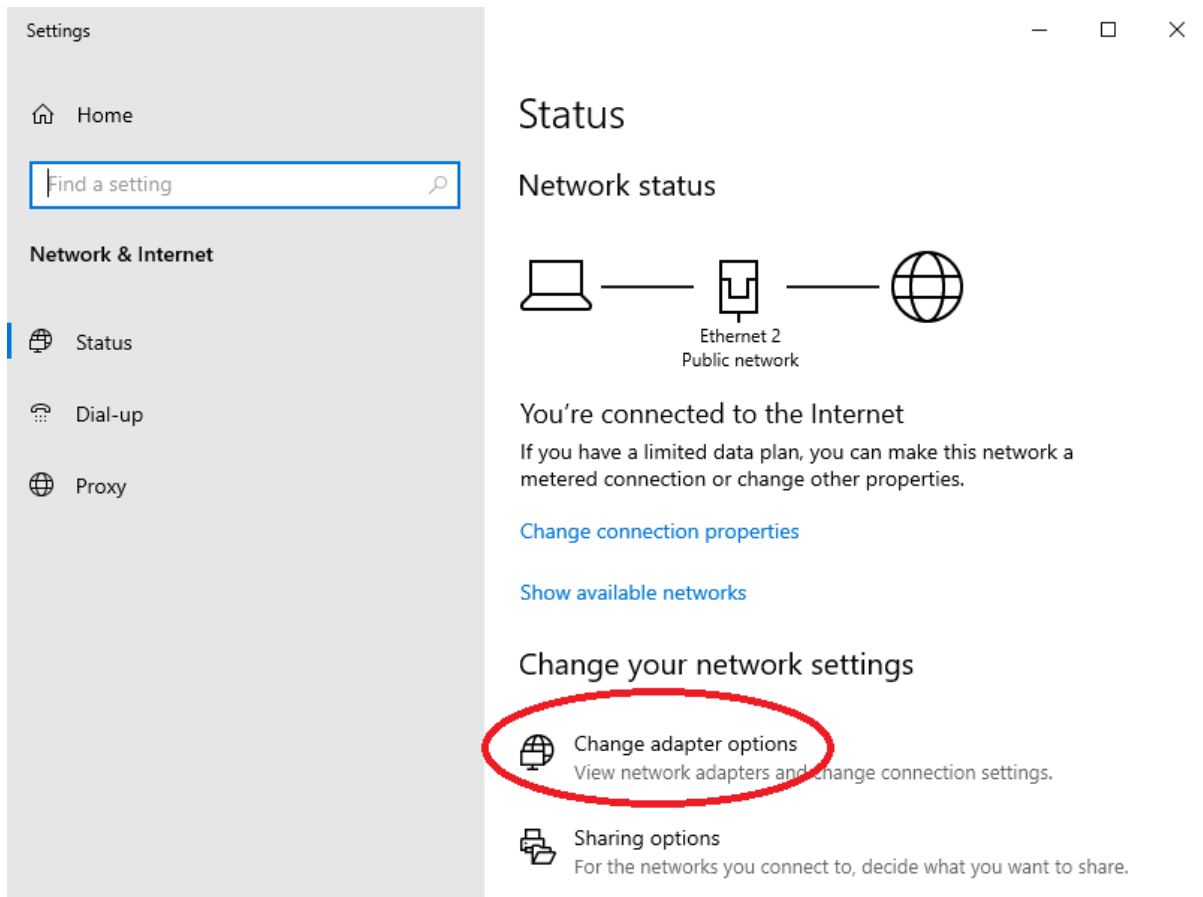 Settings
Home
Find a setting
Network & Internet
Status
Dial-up
Proxy
Status
Network status
Ethernet 2
Public network
You're connected to the Internet
If you have a limited data plan, you can make this network a
metered connection or change other properties.
Change connection properties
Show available networks
Change your network settings
Change adapter options
View network adapters and change connection settings.
Sharing options
For the networks you connect to, decide what you want to share.